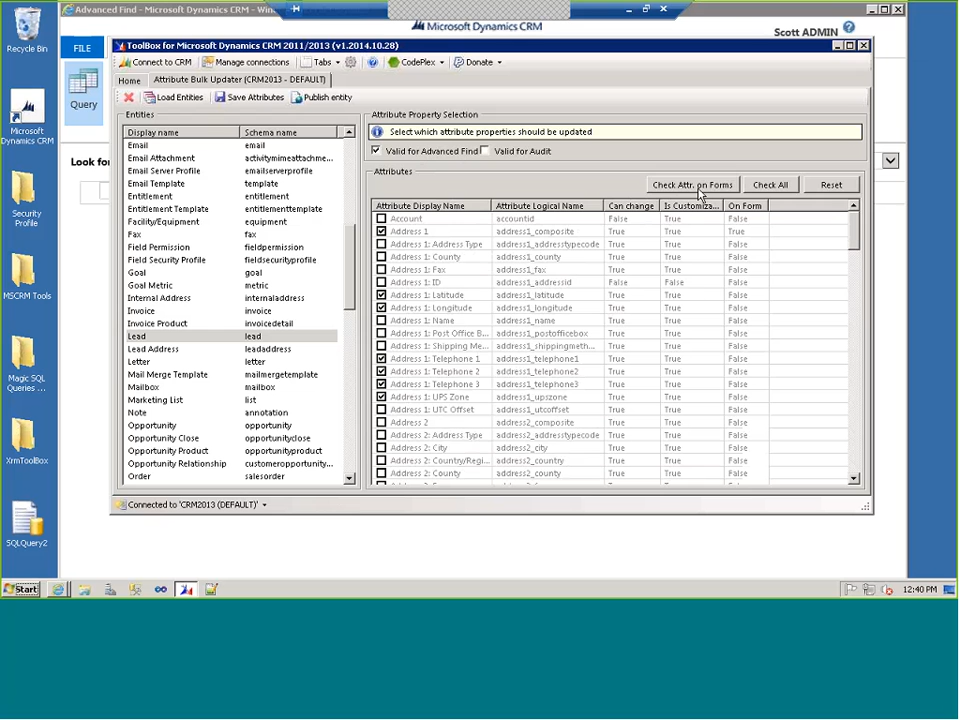 Recycle Bin
Microsoft Dynamics CRM
Security Profile
MSCRM Tools
Magic SQL Queries ...
XrmToolBox
SQLQuery2
Advanced Find - Microsoft Dynamics CRM - Win
Microsoft Dynamics CRM
Scott ADMIN
FILE
Query
Look fo
ToolBox for Microsoft Dynamics CRM 2011/2013 (v1.2014.10.28)
Connect to CRM Manage connections Tabs CodePlex Donate
Home Attribute Bulk Updater (CRM2013 - DEFAULT)
Load Entities Save Attributes Publish entity
Entities
Display name Schema name
Email email
Email Attachment activitymimeattachme...
Email Server Profile emailserverprofile
Email Template template
Entitlement entitlement
Entitlement Template entitlementtemplate
Facility/Equipment equipment
Fax fax
Field Permission fieldpermission
Field Security Profile fieldsecurityprofile
Goal goal
Goal Metric metric
Internal Address internaladdress
Invoice invoice
Invoice Product invoicedetail
Lead lead
Lead Address leadaddress
Letter letter
Mail Merge Template mailmergetemplate
Mailbox mailbox
Marketing List list
Note annotation
Opportunity opportunity
Opportunity Close opportunityclose
Opportunity Product opportunityproduct
Opportunity Relationship customeropportunity...
Order salesorder
Attribute Property Selection
Select which attribute properties should be updated
Valid for Advanced Find Valid for Audit
Attributes
Check Attr. on Forms Check All Reset
Attribute Display Name Attribute Logical Name Can change Is Customiza... On Form
Account accountid False True False
Address 1 address1_composite True True True
Address 1: Address Type address1_addresstypecode True True False
Address 1: County address1_county True True False
Address 1: Fax address1_fax True True False
Address 1: ID address1_addressid False False False
Address 1: Latitude address1_latitude True True False
Address 1: Longitude address1_longitude True True False
Address 1: Name address1_name True True False
Address 1: Post Office B... address1_postofficebox True True False
Address 1: Shipping Me... address1_shippingmeth... True True False
Address 1: Telephone 1 address1_telephone1 True True False
Address 1: Telephone 2 address1_telephone2 True True False
Address 1: Telephone 3 address1_telephone3 True True False
Address 1: UPS Zone address1_upszone True True False
Address 1: UTC Offset address1_utcoffset True True False
Address 2 address2_composite True True False
Address 2: Address Type address2_addresstypecode True True False
Address 2: City address2_city True True False
Address 2: Country/Regi... address2_country True True False
Address 2: County address2_county True True False
Connected to 'CRM2013 (DEFAULT)'
Start
12:40 PM